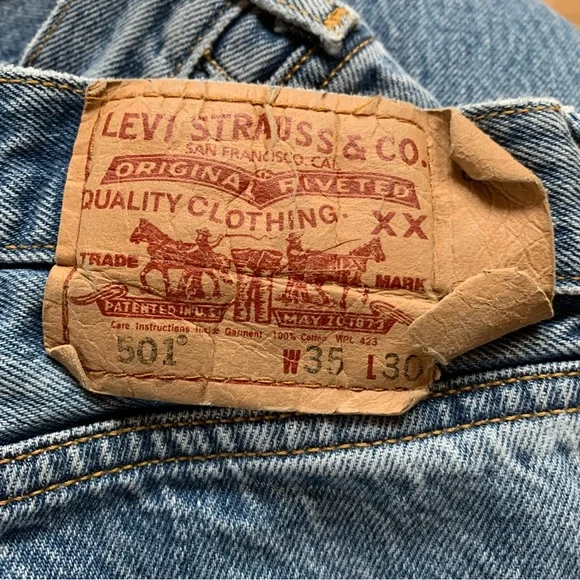 LEVI STRAUSS & CO.
SAN FRANCISCO CAL
ORIGINAL RIVETED
QUALITY CLOTHING. XX
TRADE MARK
PATENTED IN U.S. MAY 20 1873
Care Instructions Inside Garment - 100% Cotton WPL 423
501® W35 L30